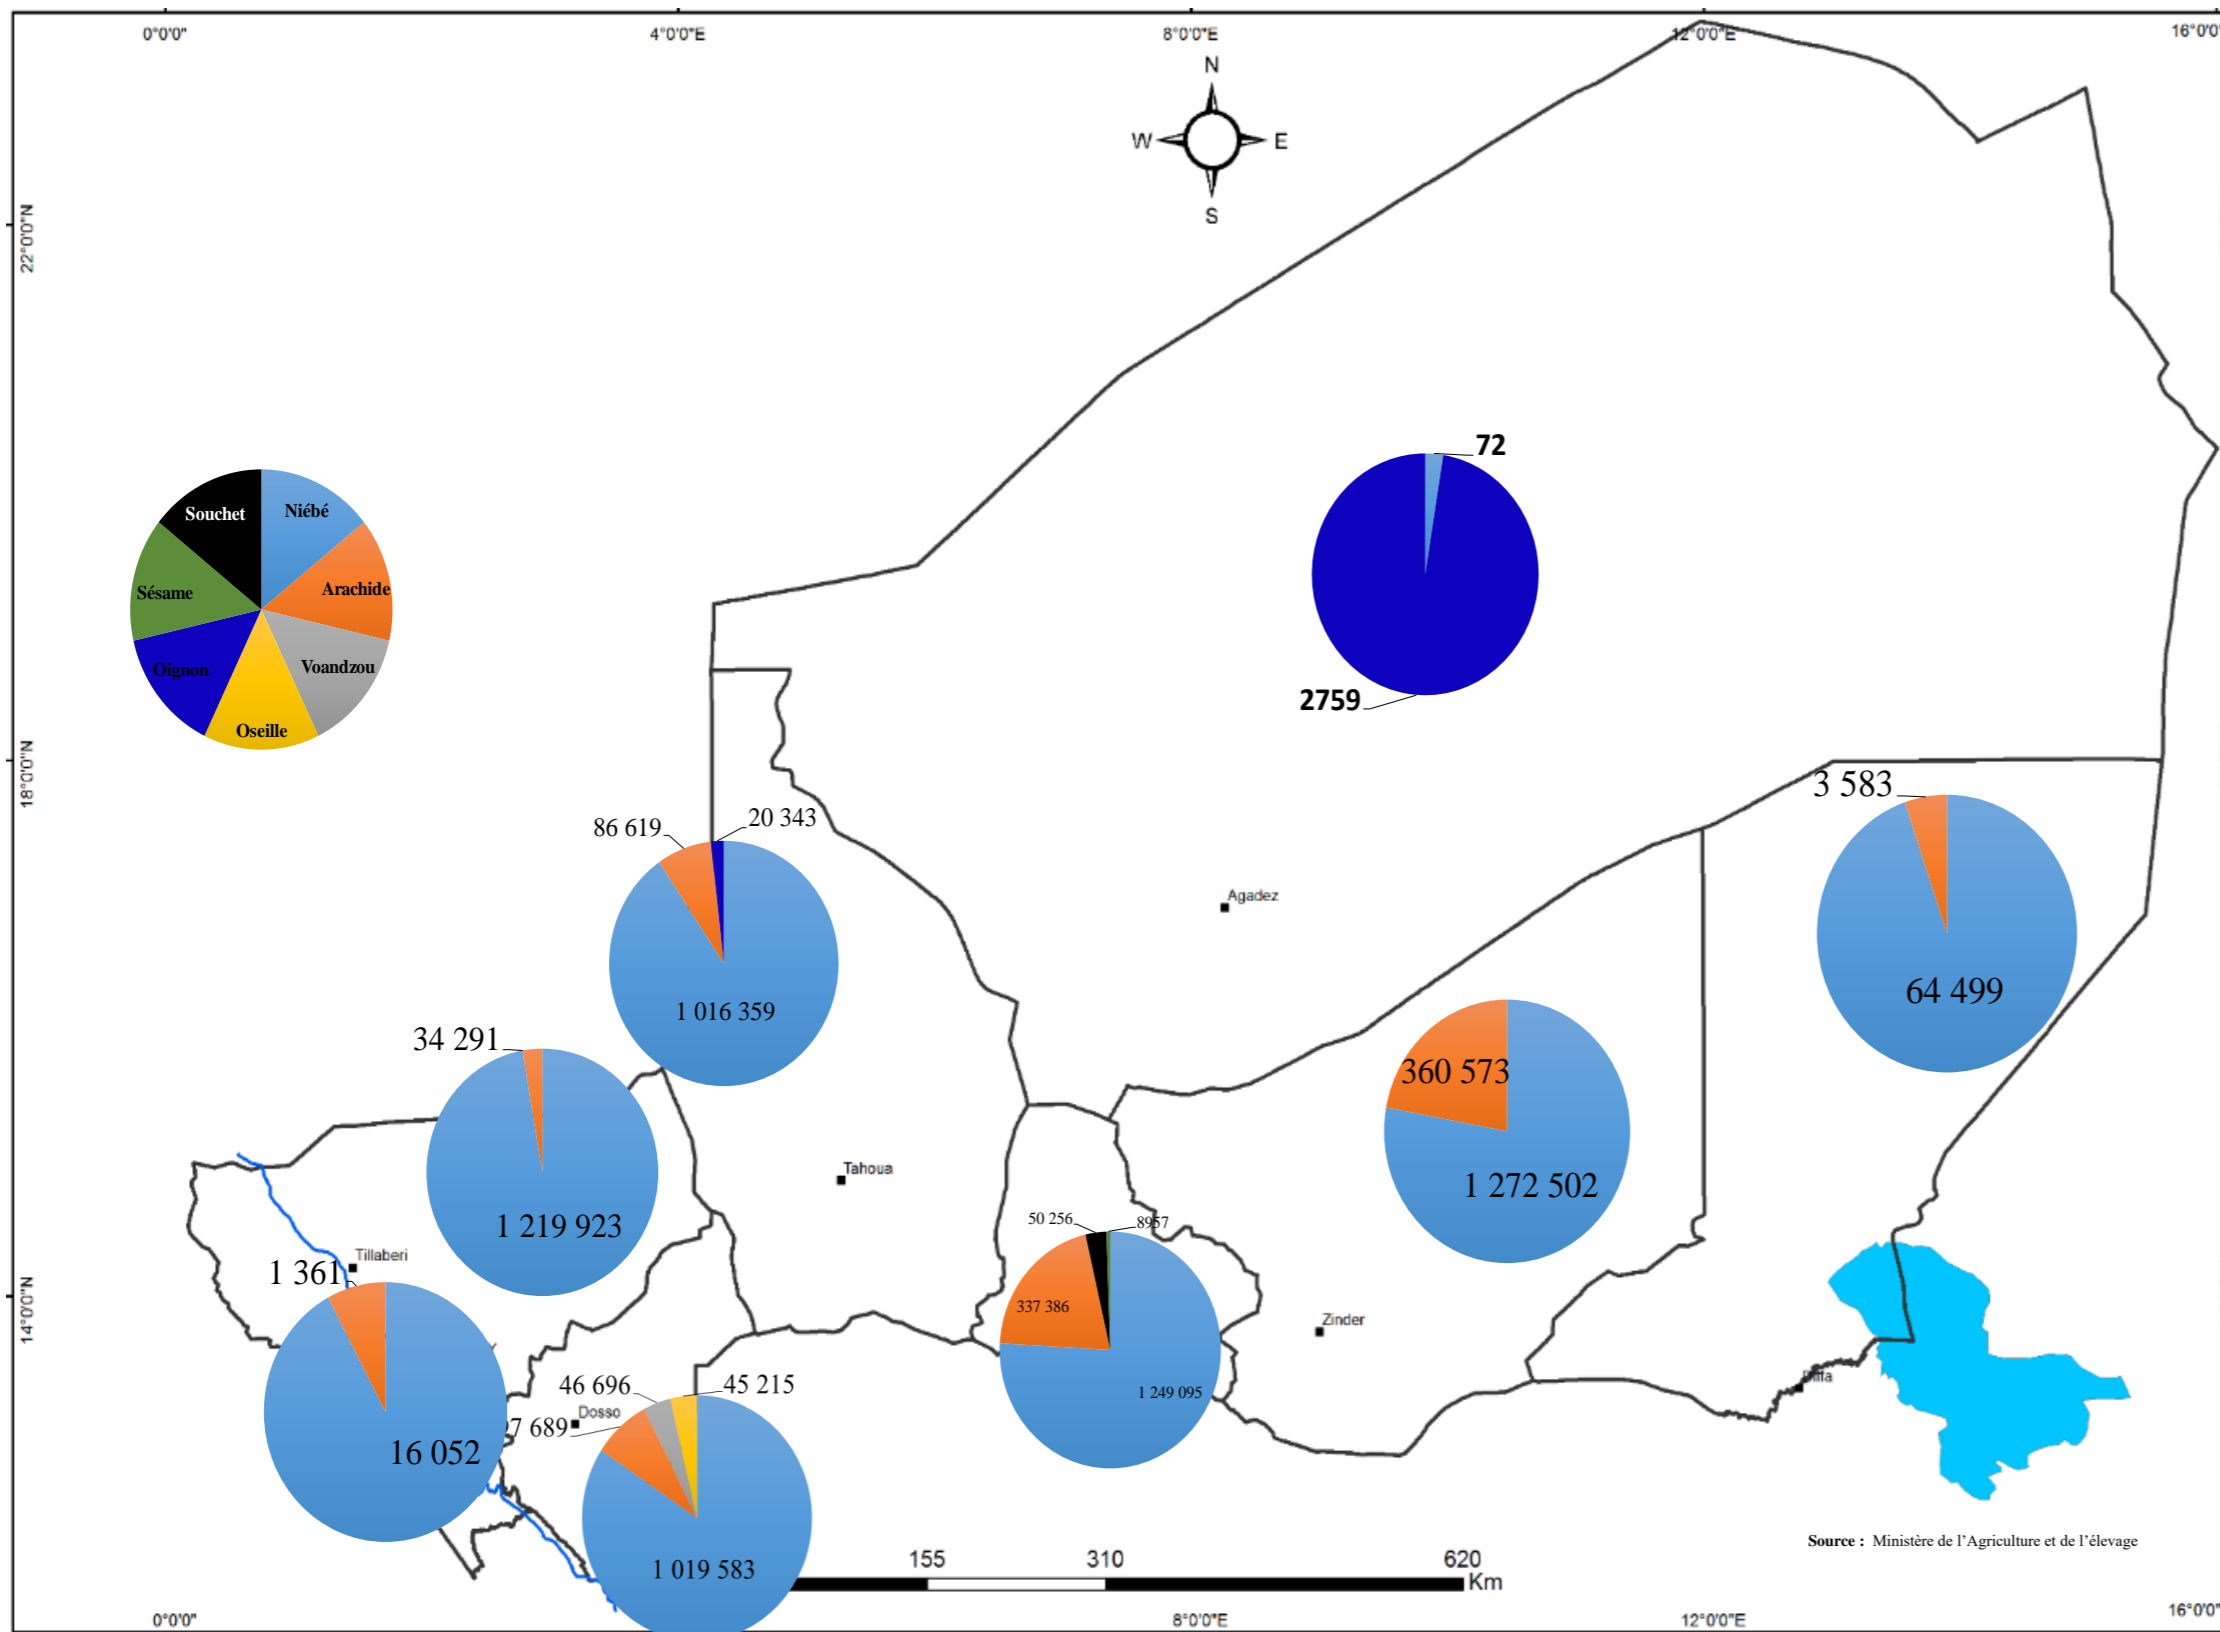 0°0'0"
4°0'0"E
8°0'0"E
12°0'0"E
16°0'0"
N
W
E
S
22°0'0"N
72
Souchet
Niébé
Sésame
Arachide
Oignon
Voandzou
Oseille
2759
18°0'0"N
3 583
86 619
20 343
Agadez
64 499
1 016 359
34 291
360 573
Tahoua
1 272 502
1 219 923
50 256
8957
Tillaberi
1 361
14°0'0"N
337 386
Zinder
46 696
45 215
1 249 095
Dosso
7 689
16 052
Source : Ministère de l'Agriculture et de l'élevage
1 019 583
155
310
620
Km
0°0'0"
8°0'0"E
12°0'0"E
16°0'0"